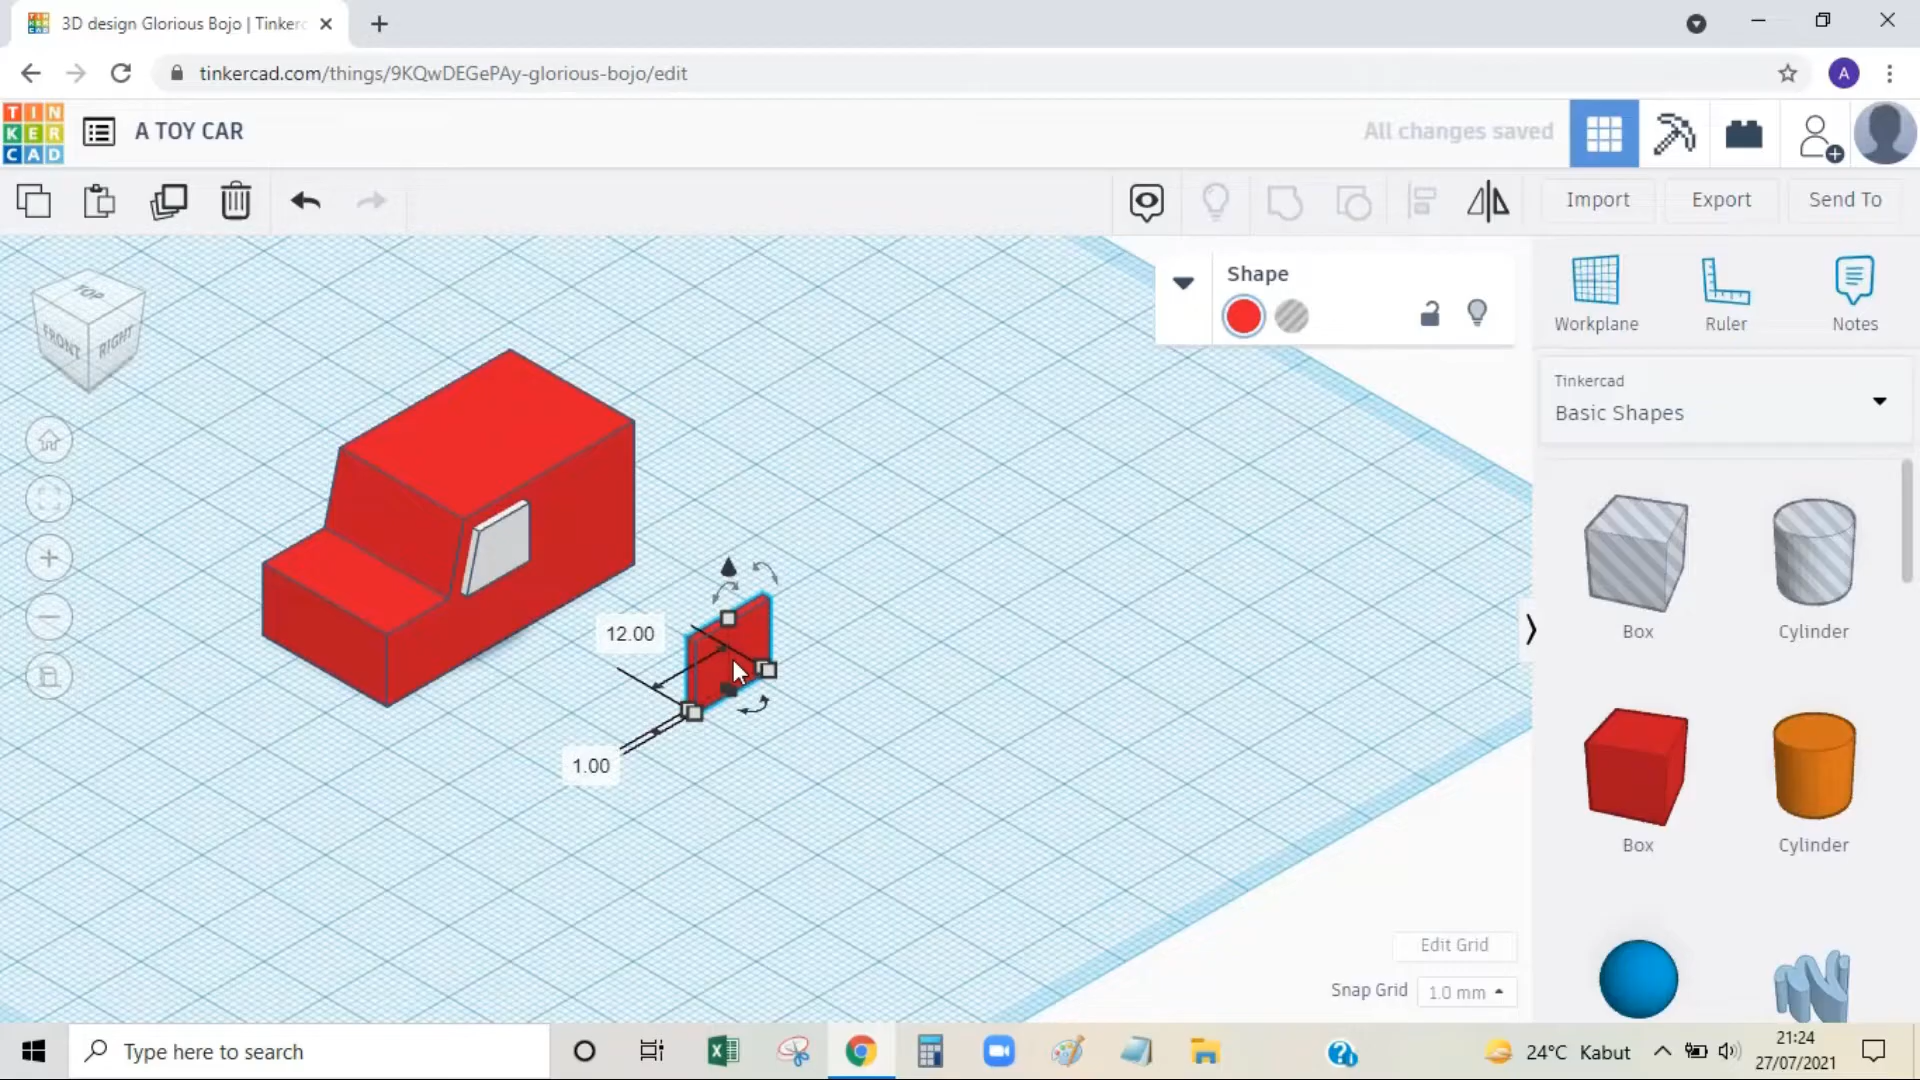 3D design Glorious Bojo | Tinkerc
tinkercad.com/things/9KQwDEGePAy-glorious-bojo/edit
A
TIN
KER
CAD
A TOY CAR
All changes saved
Import
Export
Send To
TOP
FRONT
RIGHT
Shape
Workplane
Ruler
Notes
Tinkercad
Basic Shapes
12.00
1.00
Box
Cylinder
Box
Cylinder
Edit Grid
Snap Grid
1.0 mm
Type here to search
24°C Kabut
21:24
27/07/2021